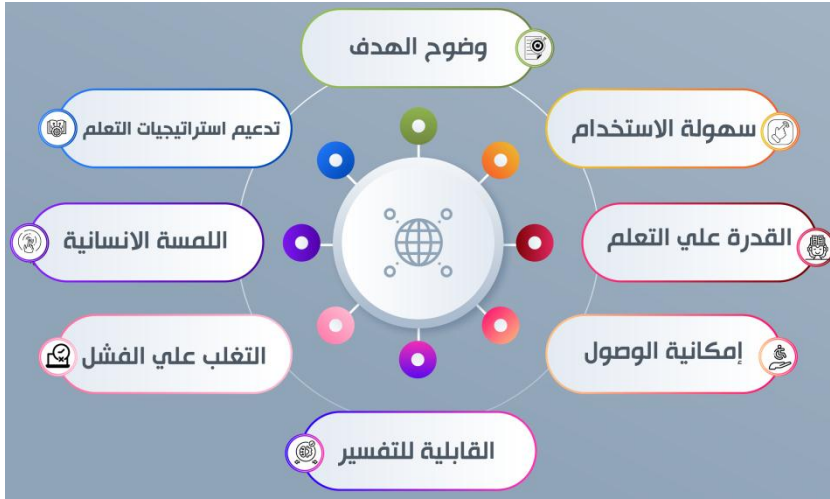 وضوح الهدف
سهولة الاستخدام
القدرة علي التعلم
إمكانية الوصول
القابلية للتفسير
التغلب علي الفشل
اللمسة الانسانية
تدعيم استراتيجيات التعلم